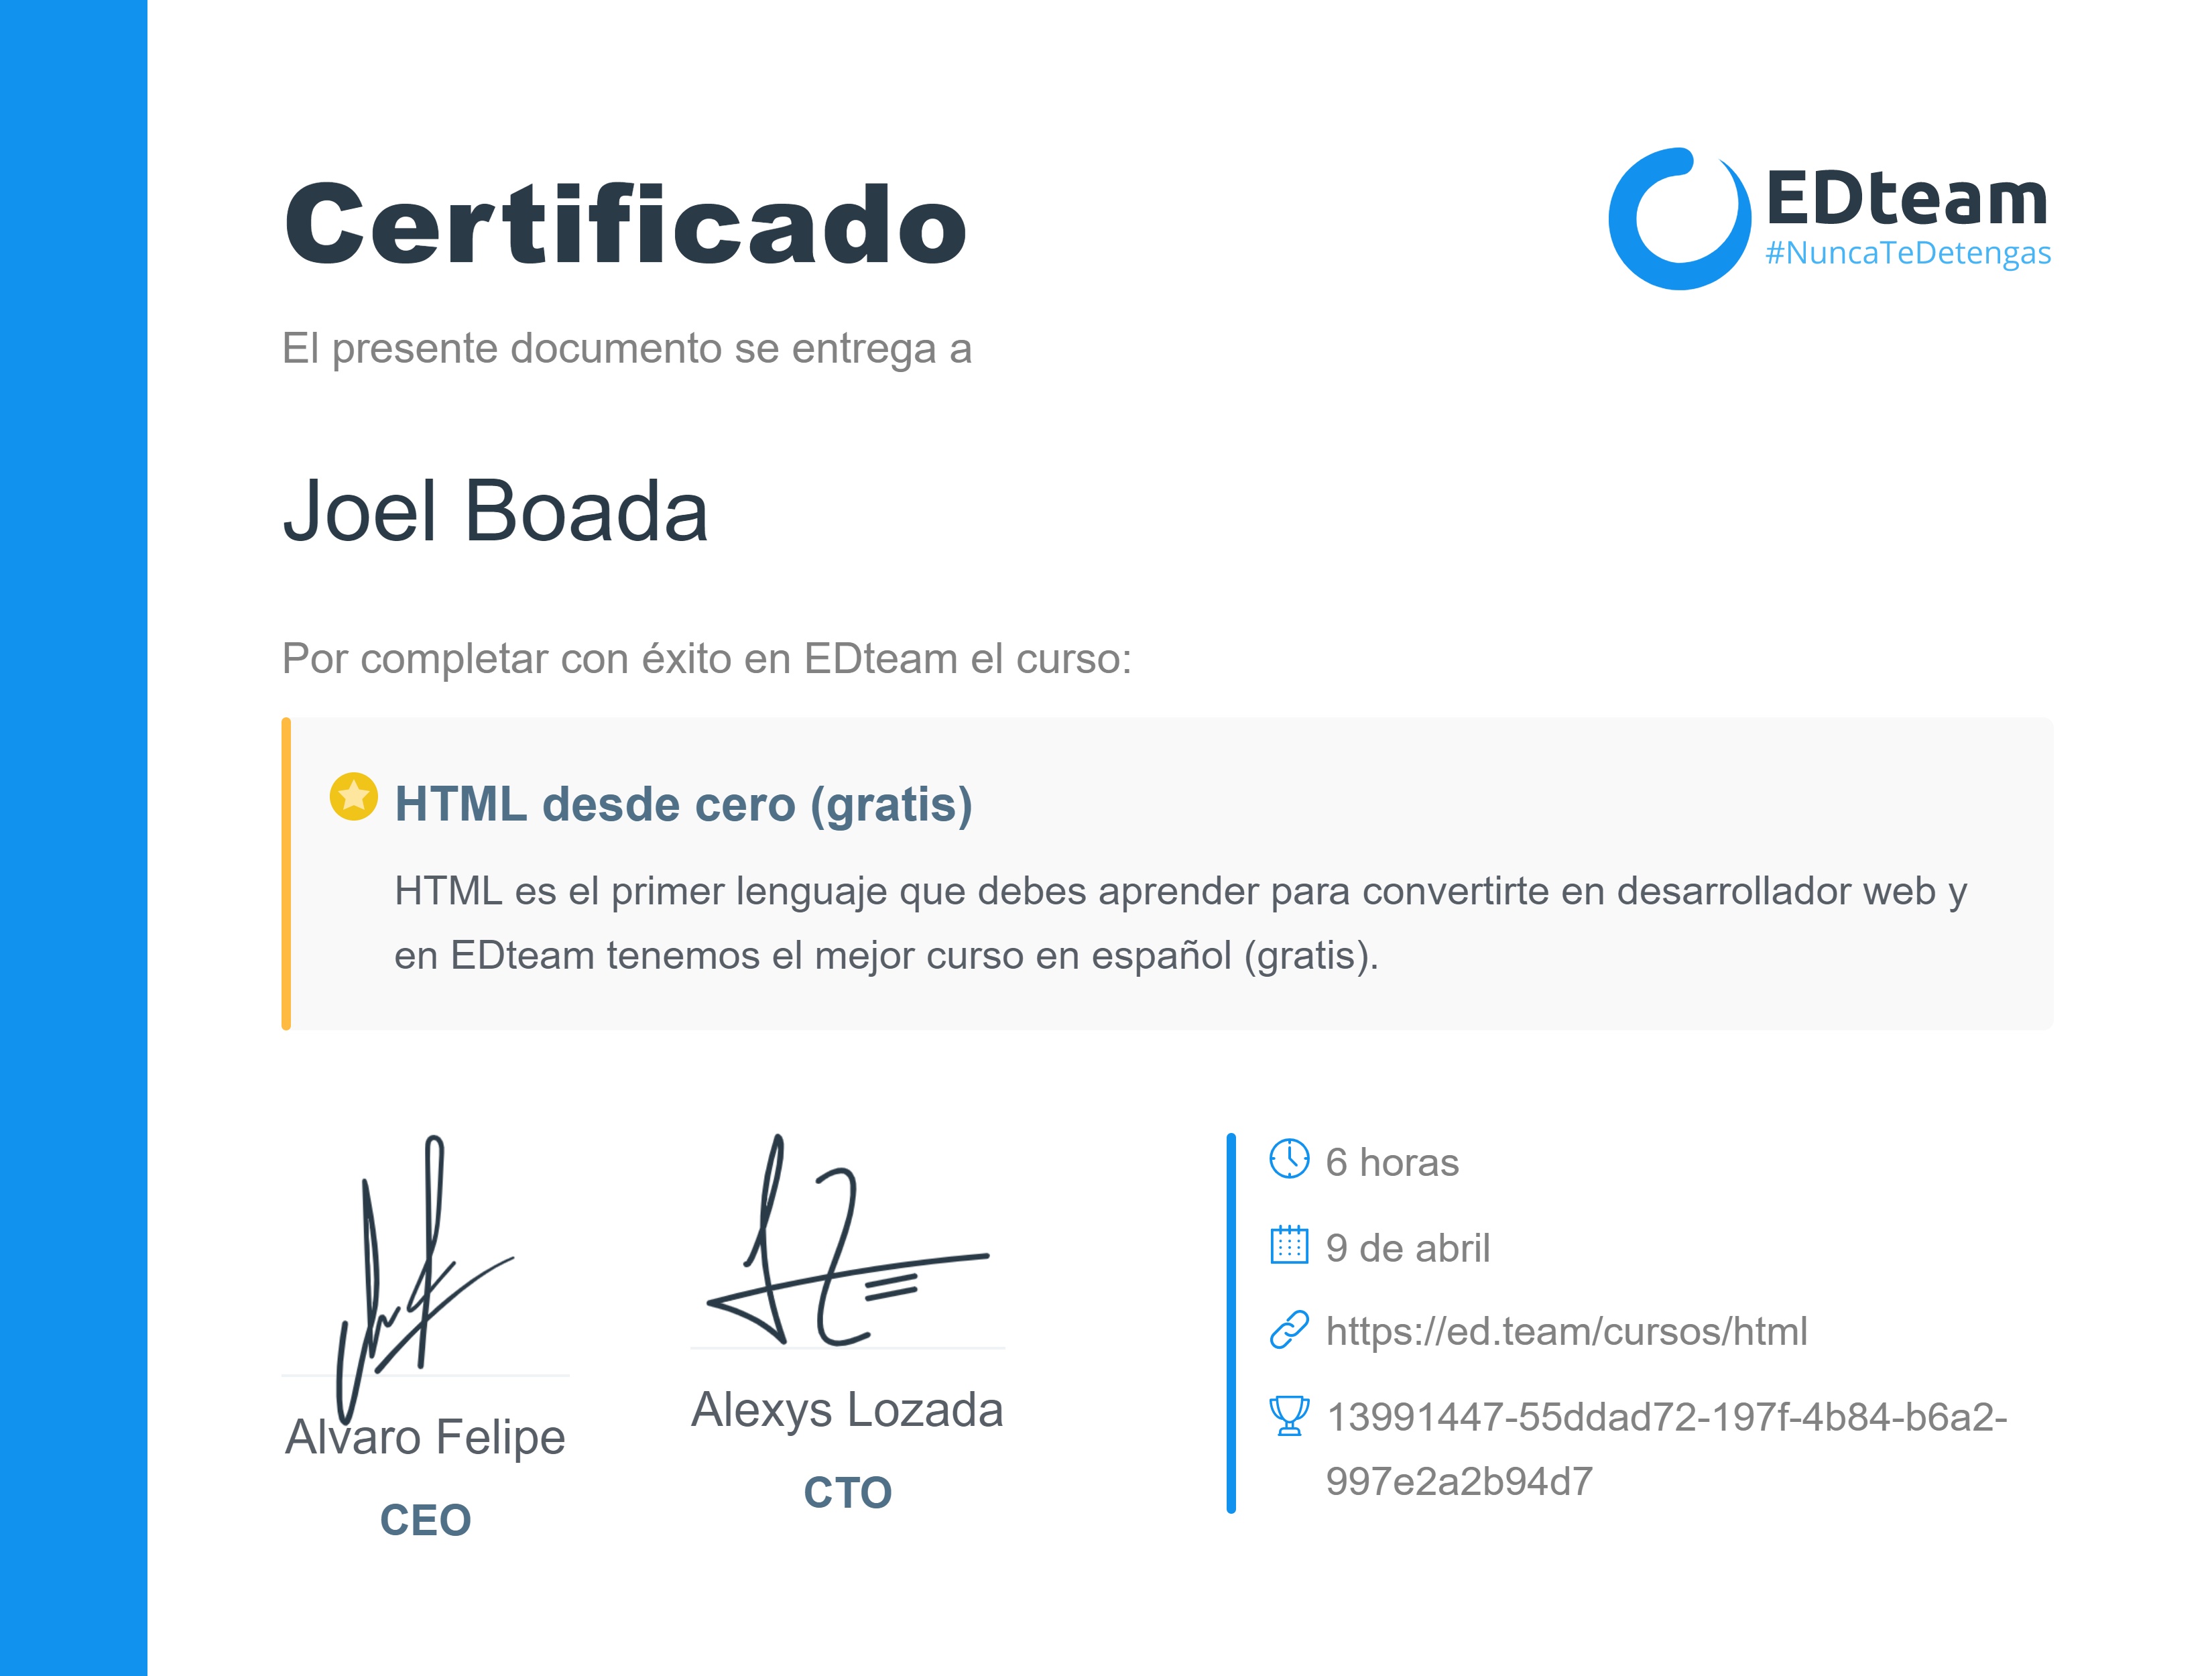 Certificado
EDteam
#NuncaTeDetengas
El presente documento se entrega a
Joel Boada
Por completar con éxito en EDteam el curso:
HTML desde cero (gratis)
HTML es el primer lenguaje que debes aprender para convertirte en desarrollador web y
en EDteam tenemos el mejor curso en español (gratis).
Alvaro Felipe
CEO
Alexys Lozada
CTO
6 horas
9 de abril
https://ed.team/cursos/html
13991447-55ddad72-197f-4b84-b6a2-
997e2a2b94d7